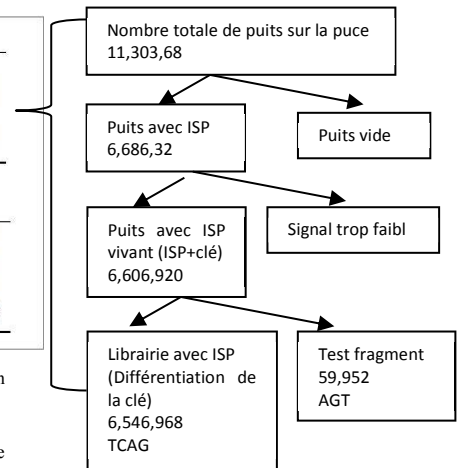 Nombre totale de puits sur la puce
11,303,68
Puits avec ISP
6,686,32
Puits vide
Puits avec ISP
vivant (ISP+clé)
6,606,920
Signal trop faibl
Librairie avec ISP
(Différentiation de
la clé)
6,546,968
TCAG
Test fragment
59,952
AGT
n
e